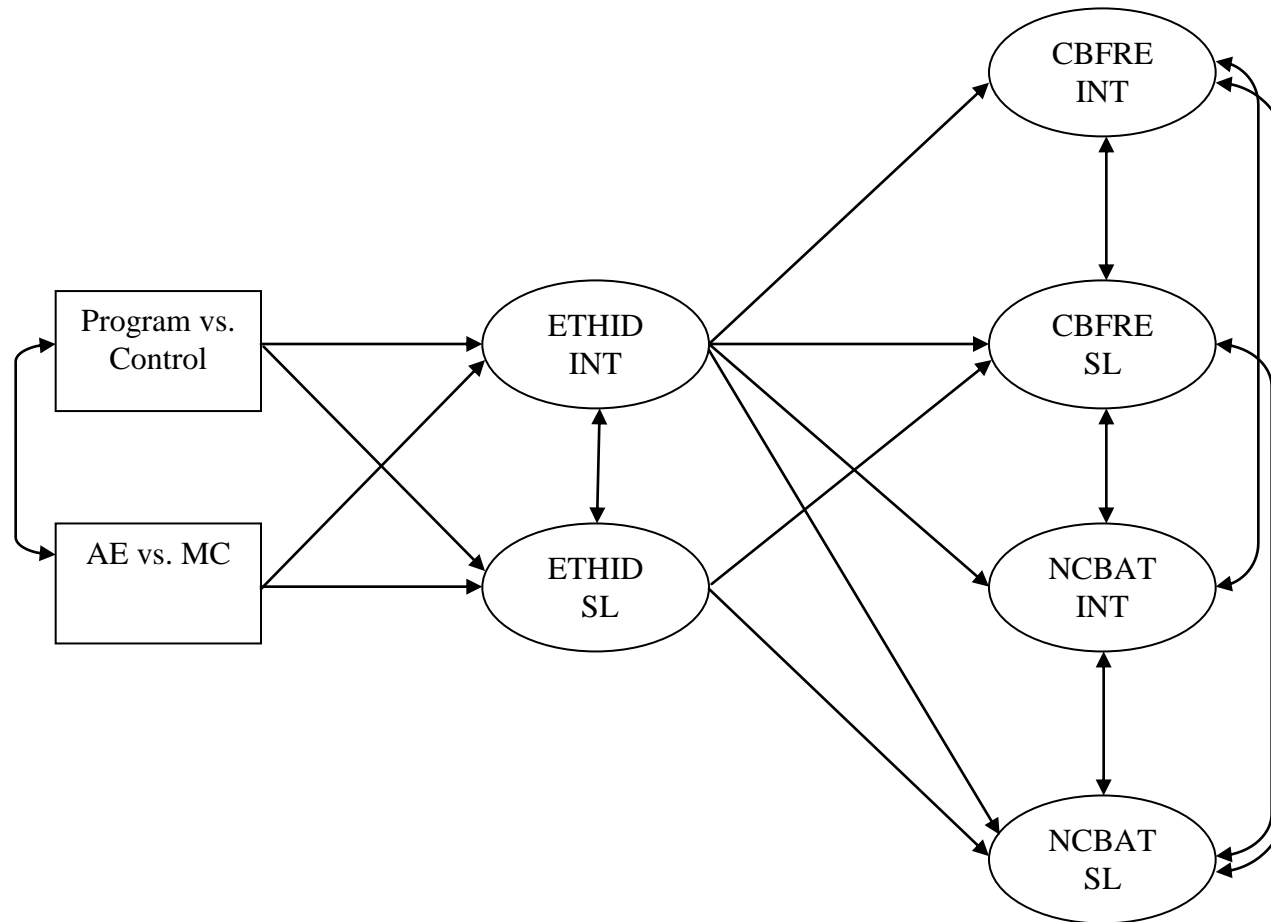 CBFRE
INT
Program vs.
Control
ETHID
INT
CBFRE
SL
AE vs. MC
ETHID
SL
NCBAT
INT
NCBAT
SL